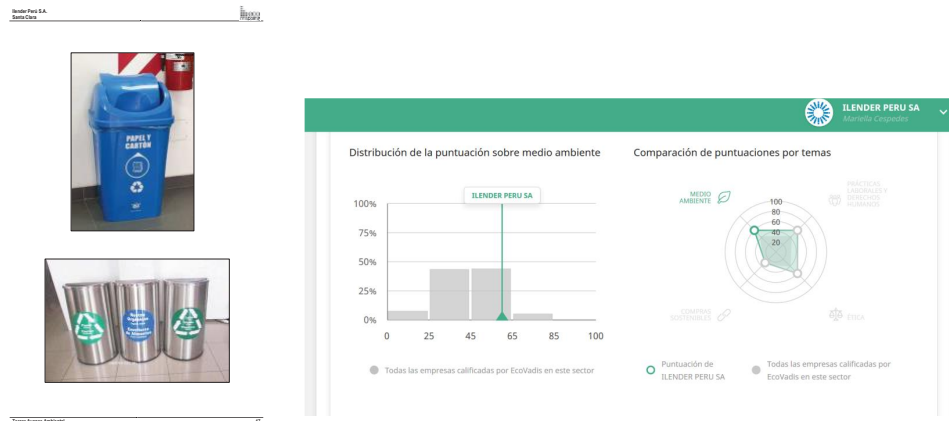 Ilender Perú S.A.
Santa Clara
PAPEL Y
CARTÓN
ILENDER PERU SA
Mariella Cespedes
Distribución de la puntuación sobre medio ambiente
ILENDER PERU SA
100%
75%
50%
25%
0%
0 25 45 65 85 100
Todas las empresas calificadas por EcoVadis en este sector
Comparación de puntuaciones por temas
MEDIO
AMBIENTE
PRÁCTICAS
LABORALES Y
DERECHOS
HUMANOS
100
80
60
40
20
COMPRAS
SOSTENIBLES
ÉTICA
Puntuación de
ILENDER PERU SA
Todas las empresas calificadas por
EcoVadis en este sector